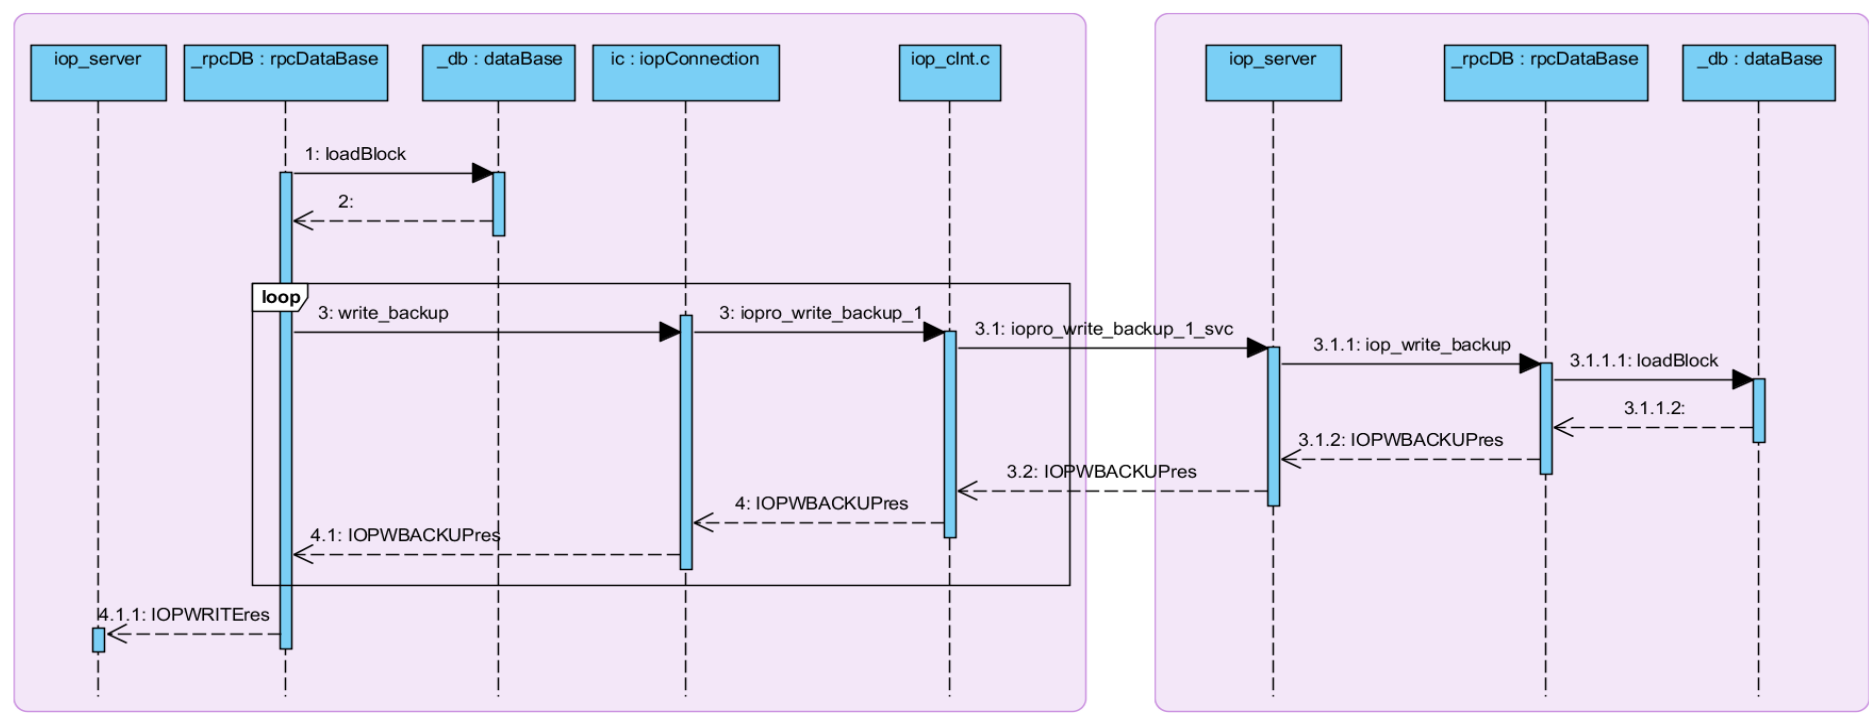 iop_server
_rpcDB : rpcDataBase
_db : dataBase
ic : iopConnection
iop_clnt.c
iop_server
_rpcDB : rpcDataBase
_db : dataBase
1: loadBlock
2:
loop
3: write_backup
3: iopro_write_backup_1
3.1: iopro_write_backup_1_svc
3.1.1: iop_write_backup
3.1.1.1: loadBlock
3.1.1.2:
3.1.2: IOPWBACKUPres
3.2: IOPWBACKUPres
4: IOPWBACKUPres
4.1: IOPWBACKUPres
4.1.1: IOPWRITEres